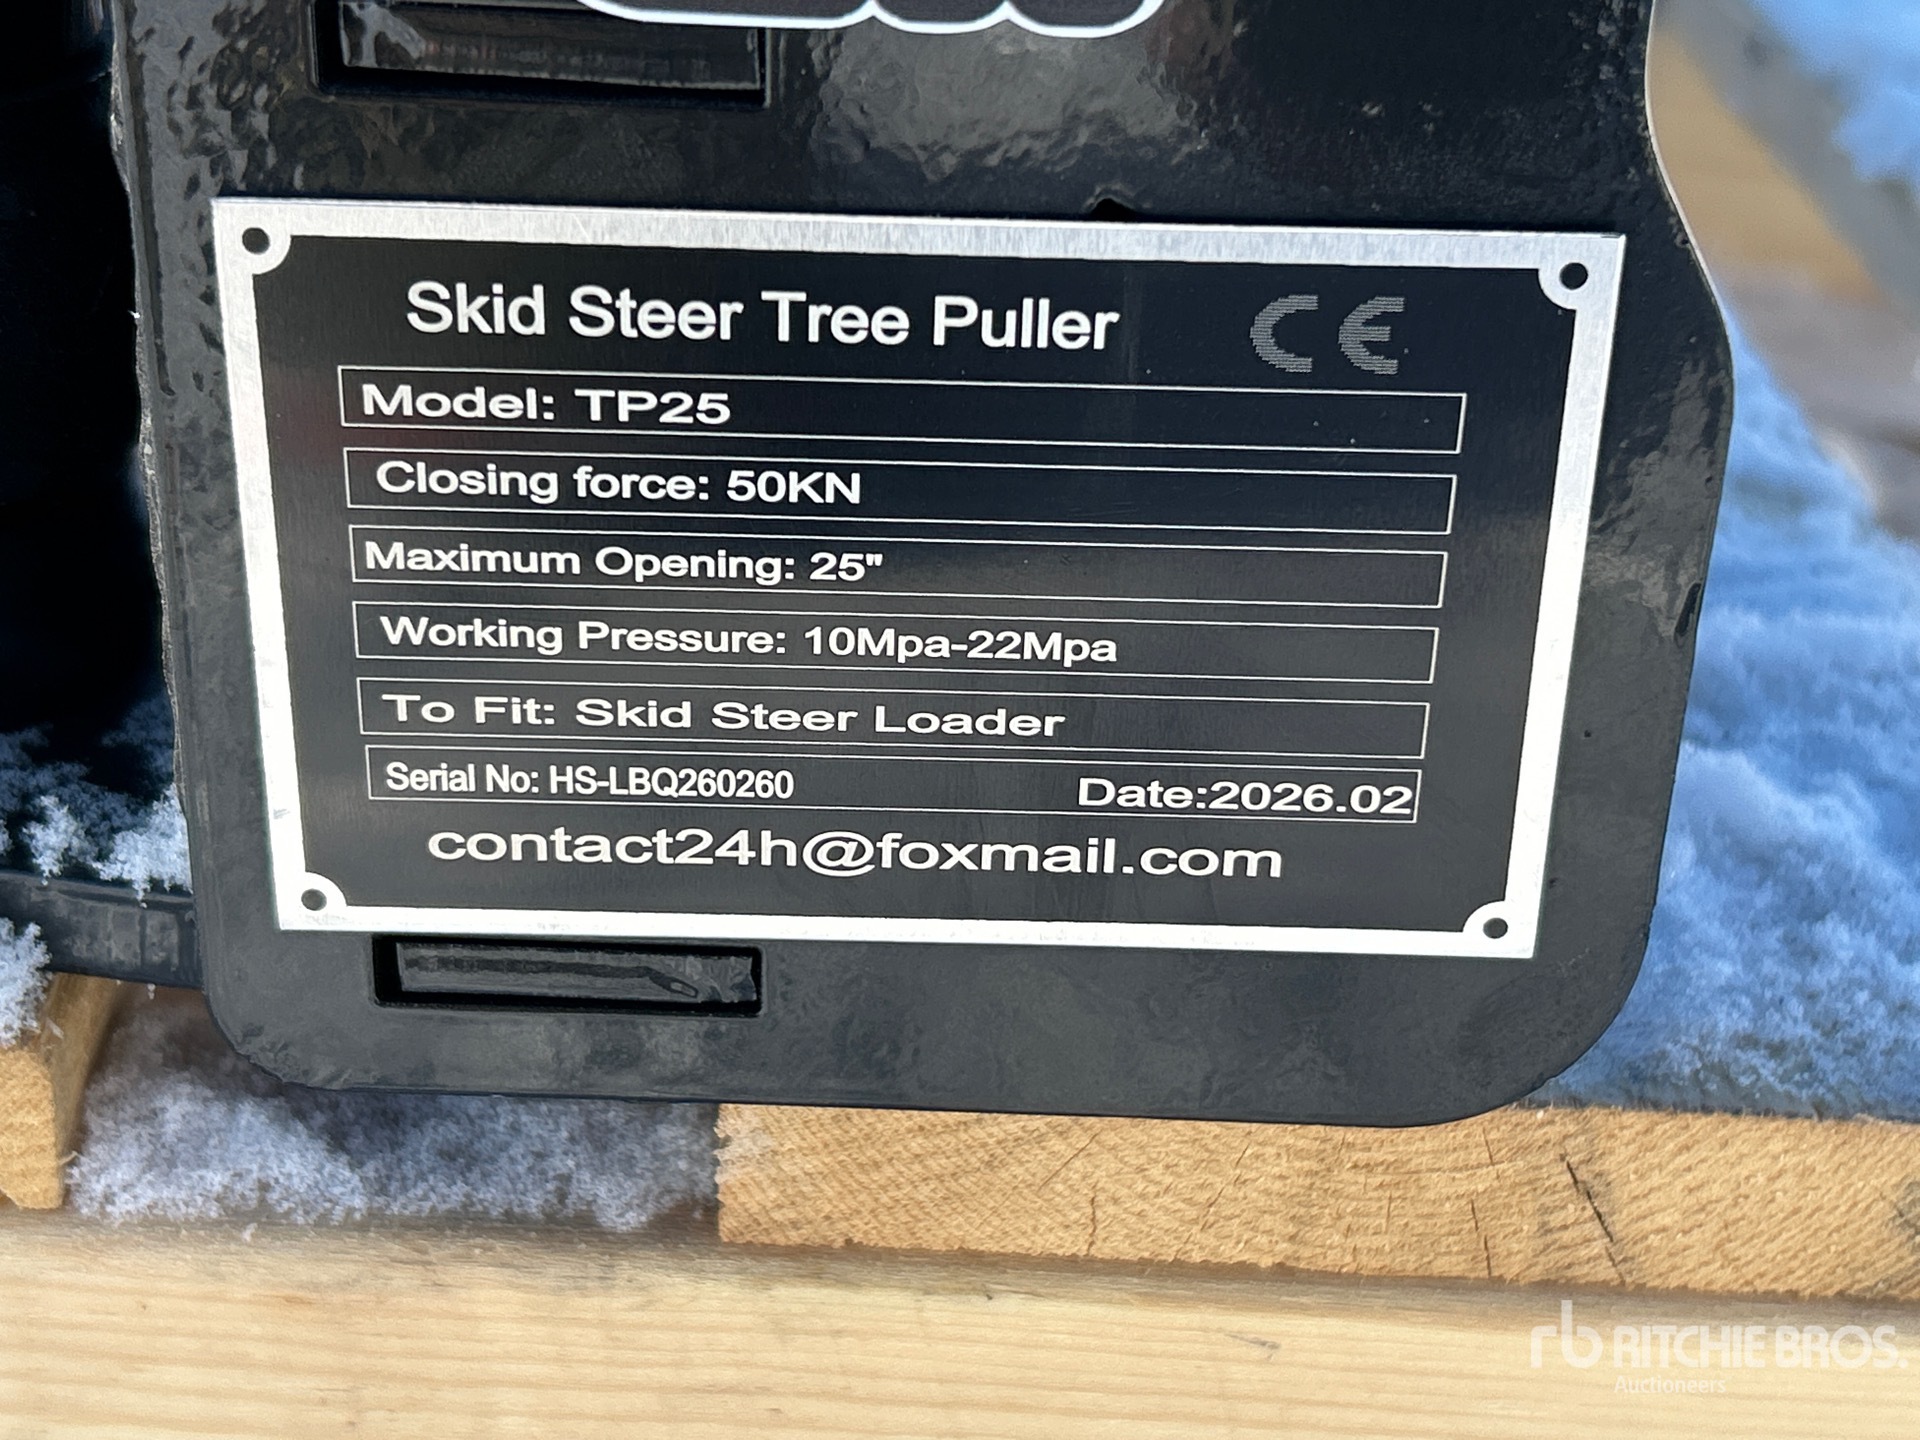 Skid Steer Tree Puller CE
Model: TP25
Closing force: 50KN
Maximum Opening: 25"
Working Pressure: 10Mpa-22Mpa
To Fit: Skid Steer Loader
Serial No: HS-LBQ260260 Date:2026.02
contact24h@foxmail.com
rb RITCHIE BROS.
Auctioneers